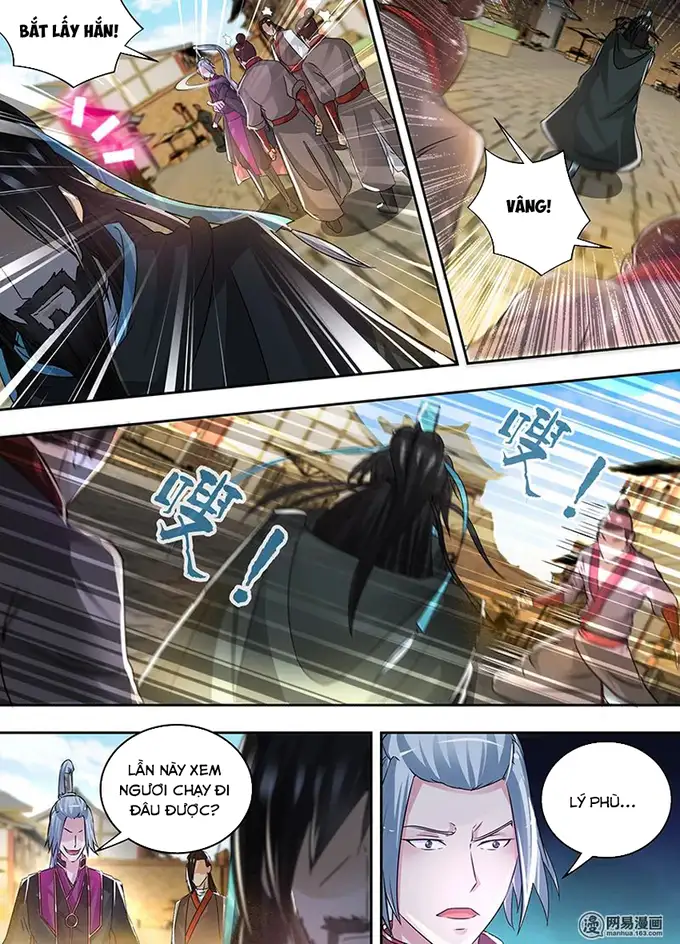 BẮT LẤY HẮN!
VÂNG!
嗖！
嗖！
LẦN NÀY XEM
NGƯƠI CHẠY ĐI
ĐÂU ĐƯỢC?
LÝ PHÙ...
网易漫画
manhua.163.com